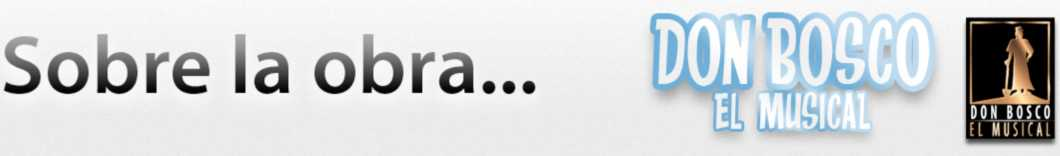 Sobre la obra...
DON BOSCO
EL MUSICAL
DON BOSCO
EL MUSICAL